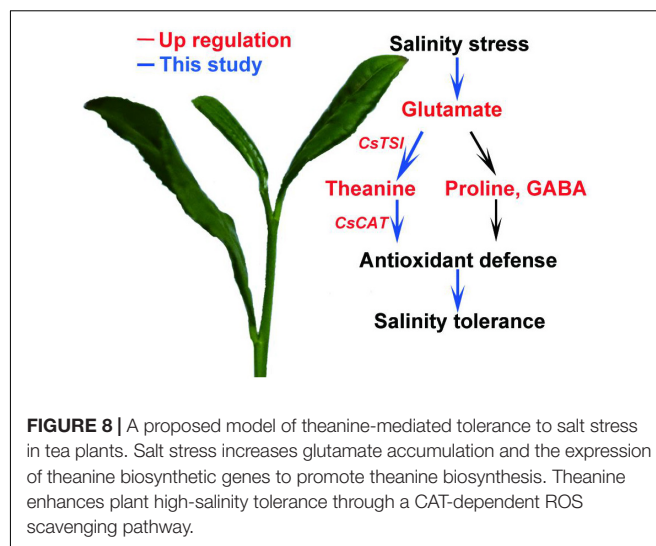 — Up regulation
— This study
Salinity stress
Glutamate
CsTSI
Theanine
Proline, GABA
CsCAT
Antioxidant defense
Salinity tolerance
FIGURE 8 | A proposed model of theanine-mediated tolerance to salt stress
in tea plants. Salt stress increases glutamate accumulation and the expression
of theanine biosynthetic genes to promote theanine biosynthesis. Theanine
enhances plant high-salinity tolerance through a CAT-dependent ROS
scavenging pathway.